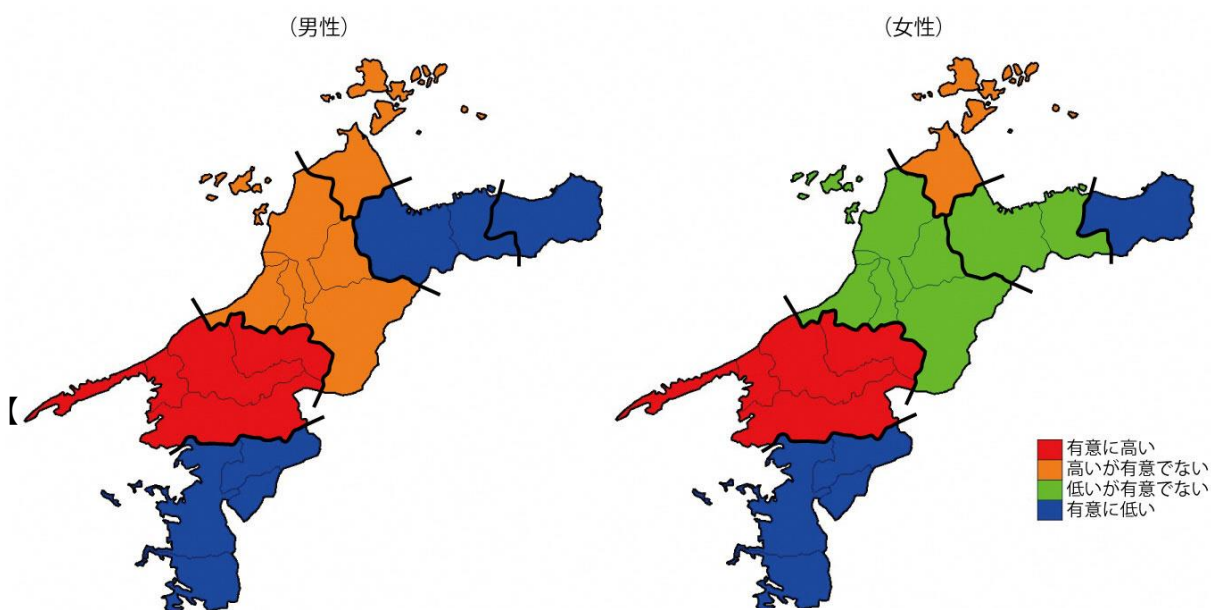 （男性）
（女性）
【
有意に高い
高いが有意でない
低いが有意でない
有意に低い